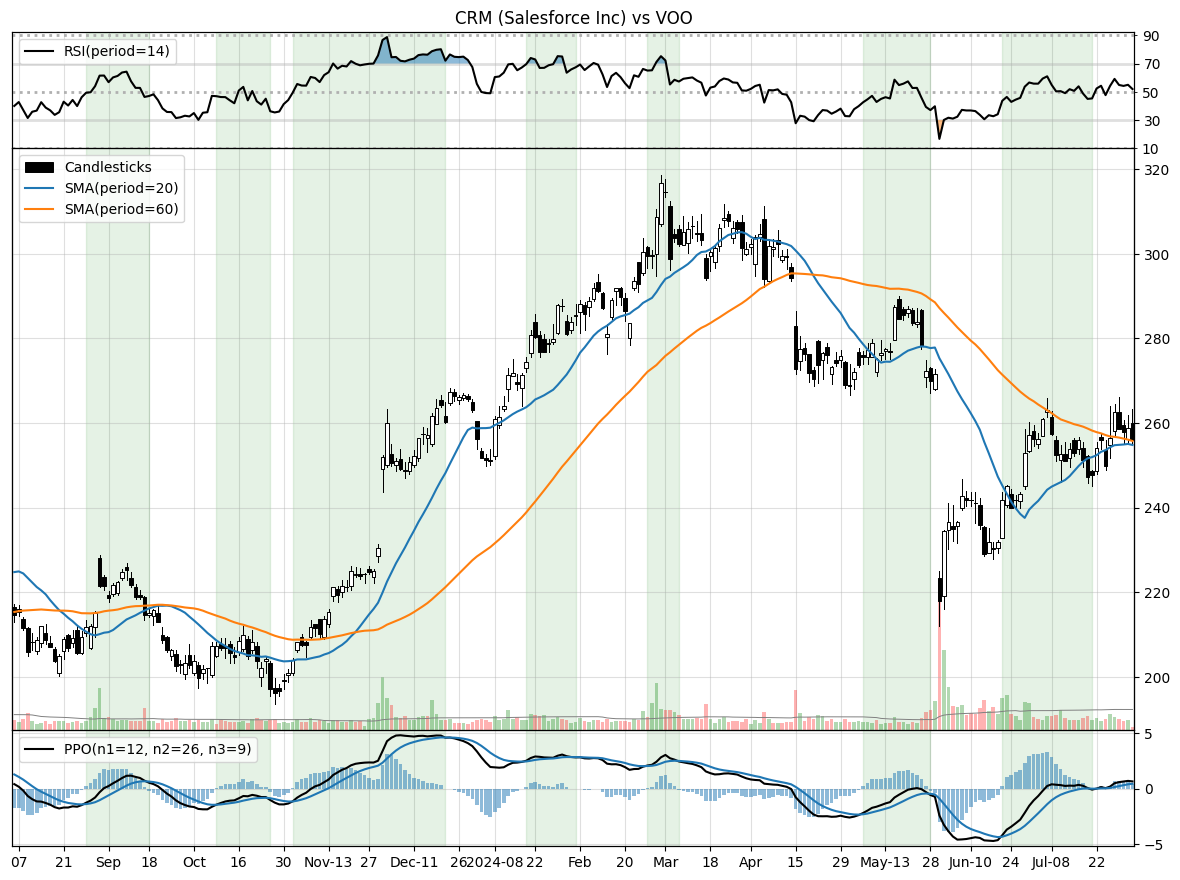 CRM (Salesforce Inc) vs VOO
RSI(period=14)
90
70
50
30
10
Candlesticks
SMA(period=20)
SMA(period=60)
320
300
280
260
240
220
200
PPO(n1=12, n2=26, n3=9)
5
0
−5
07 21 Sep 18 Oct 16 30 Nov-13 27 Dec-11 26 2024-08 22 Feb 20 Mar 18 Apr 15 29 May-13 28 Jun-10 24 Jul-08 22